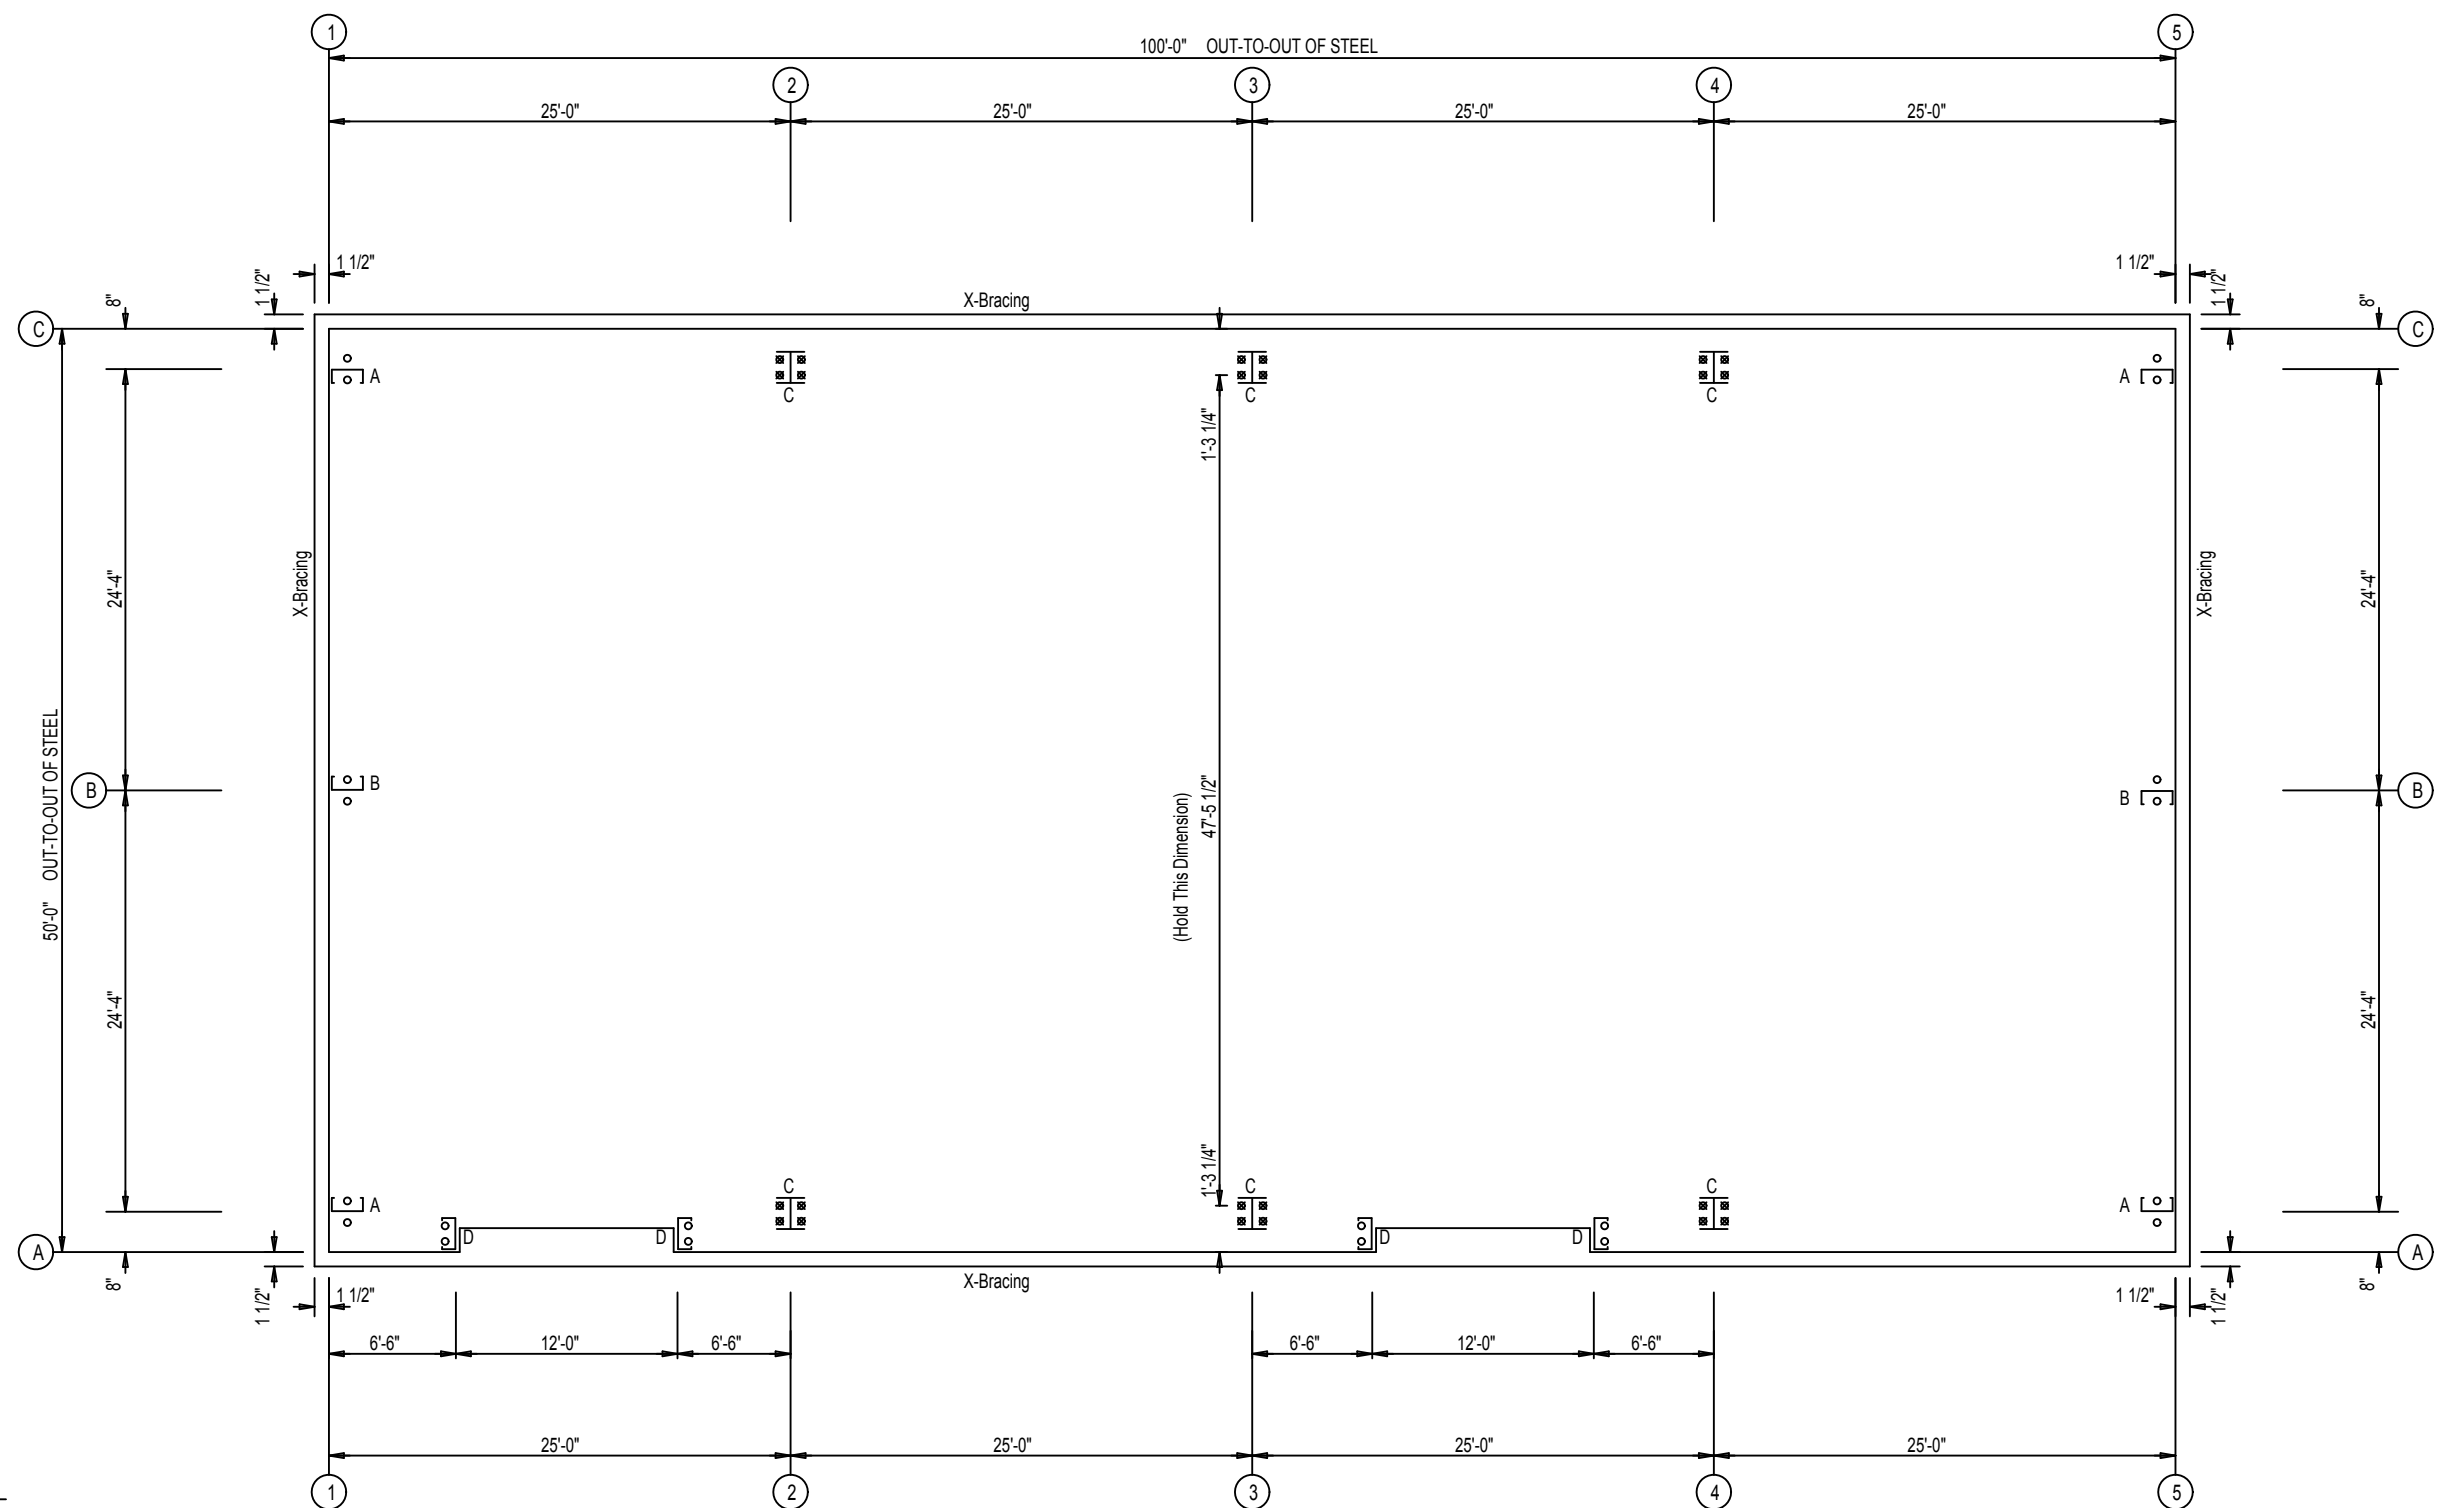 1
5
100'-0" OUT-TO-OUT OF STEEL
2
3
4
25'-0"
25'-0"
25'-0"
25'-0"
1 1/2"
1 1/2"
1 1/2"
1 1/2"
8"
8"
X-Bracing
C
C
A
A
C
C
C
1'-3 1/4"
X-Bracing
X-Bracing
24'-4"
24'-4"
50'-0" OUT-TO-OUT OF STEEL
B
B
B
B
47'-5 1/2"
(Hold This Dimension)
24'-4"
24'-4"
1'-3 1/4"
C
C
C
A
A
D
D
D
D
A
A
X-Bracing
8"
8"
1 1/2"
1 1/2"
1 1/2"
1 1/2"
6'-6"
12'-0"
6'-6"
6'-6"
12'-0"
6'-6"
25'-0"
25'-0"
25'-0"
25'-0"
1
2
3
4
5